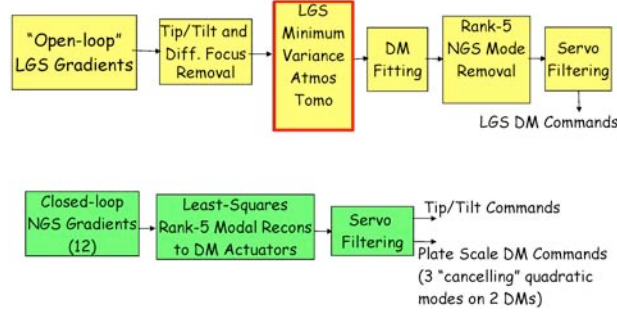 “Open-loop”
LGS Gradients
Tip/Tilt and
Diff. Focus
Removal
LGS
Minimum
Variance
Atmos
Tomo
DM
Fitting
Rank-5
NGS Mode
Removal
Servo
Filtering
LGS DM Commands
Closed-loop
NGS Gradients
(12)
Least-Squares
Rank-5 Modal Recons
to DM Actuators
Servo
Filtering
Tip/Tilt Commands
Plate Scale DM Commands
(3 “cancelling” quadratic
modes on 2 DMs)